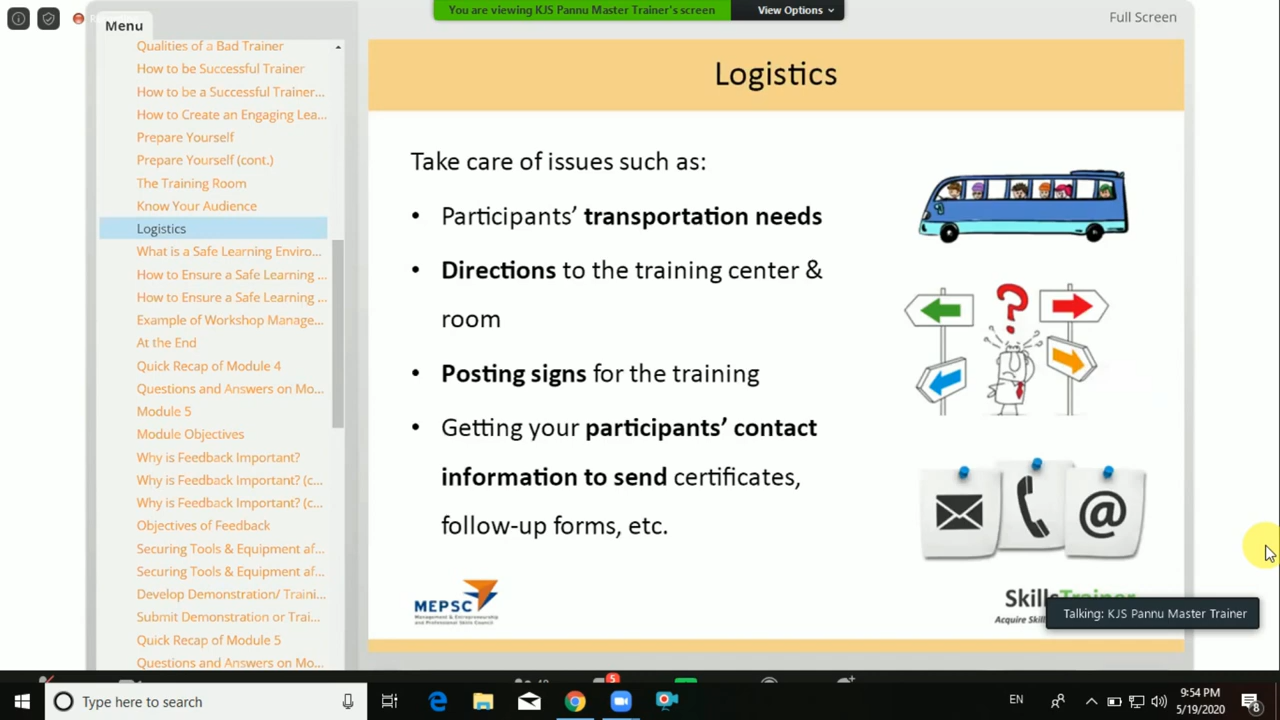 You are viewing KJS Pannu Master Trainer's screen
View Options
Full Screen
Menu
Qualities of a Bad Trainer
How to be Successful Trainer
How to be a Successful Trainer...
How to Create an Engaging Lea...
Prepare Yourself
Prepare Yourself (cont.)
The Training Room
Know Your Audience
Logistics
What is a Safe Learning Enviro...
How to Ensure a Safe Learning ...
How to Ensure a Safe Learning ...
Example of Workshop Manage...
At the End
Quick Recap of Module 4
Questions and Answers on Mo...
Module 5
Module Objectives
Why is Feedback Important?
Why is Feedback Important? (c...
Why is Feedback Important? (c...
Objectives of Feedback
Securing Tools & Equipment af...
Securing Tools & Equipment af...
Develop Demonstration/ Traini...
Submit Demonstration or Trai...
Quick Recap of Module 5
Questions and Answers on Mo...
Logistics
Take care of issues such as:
• Participants’ transportation needs
• Directions to the training center &
room
• Posting signs for the training
• Getting your participants’ contact
information to send certificates,
follow-up forms, etc.
?
@
MEPSC
Management & Entrepreneurship
and Professional Skills Council
SkillsTrainer
Acquire
Talking: KJS Pannu Master Trainer
5
Type here to search
EN
9:54 PM
5/19/2020
8